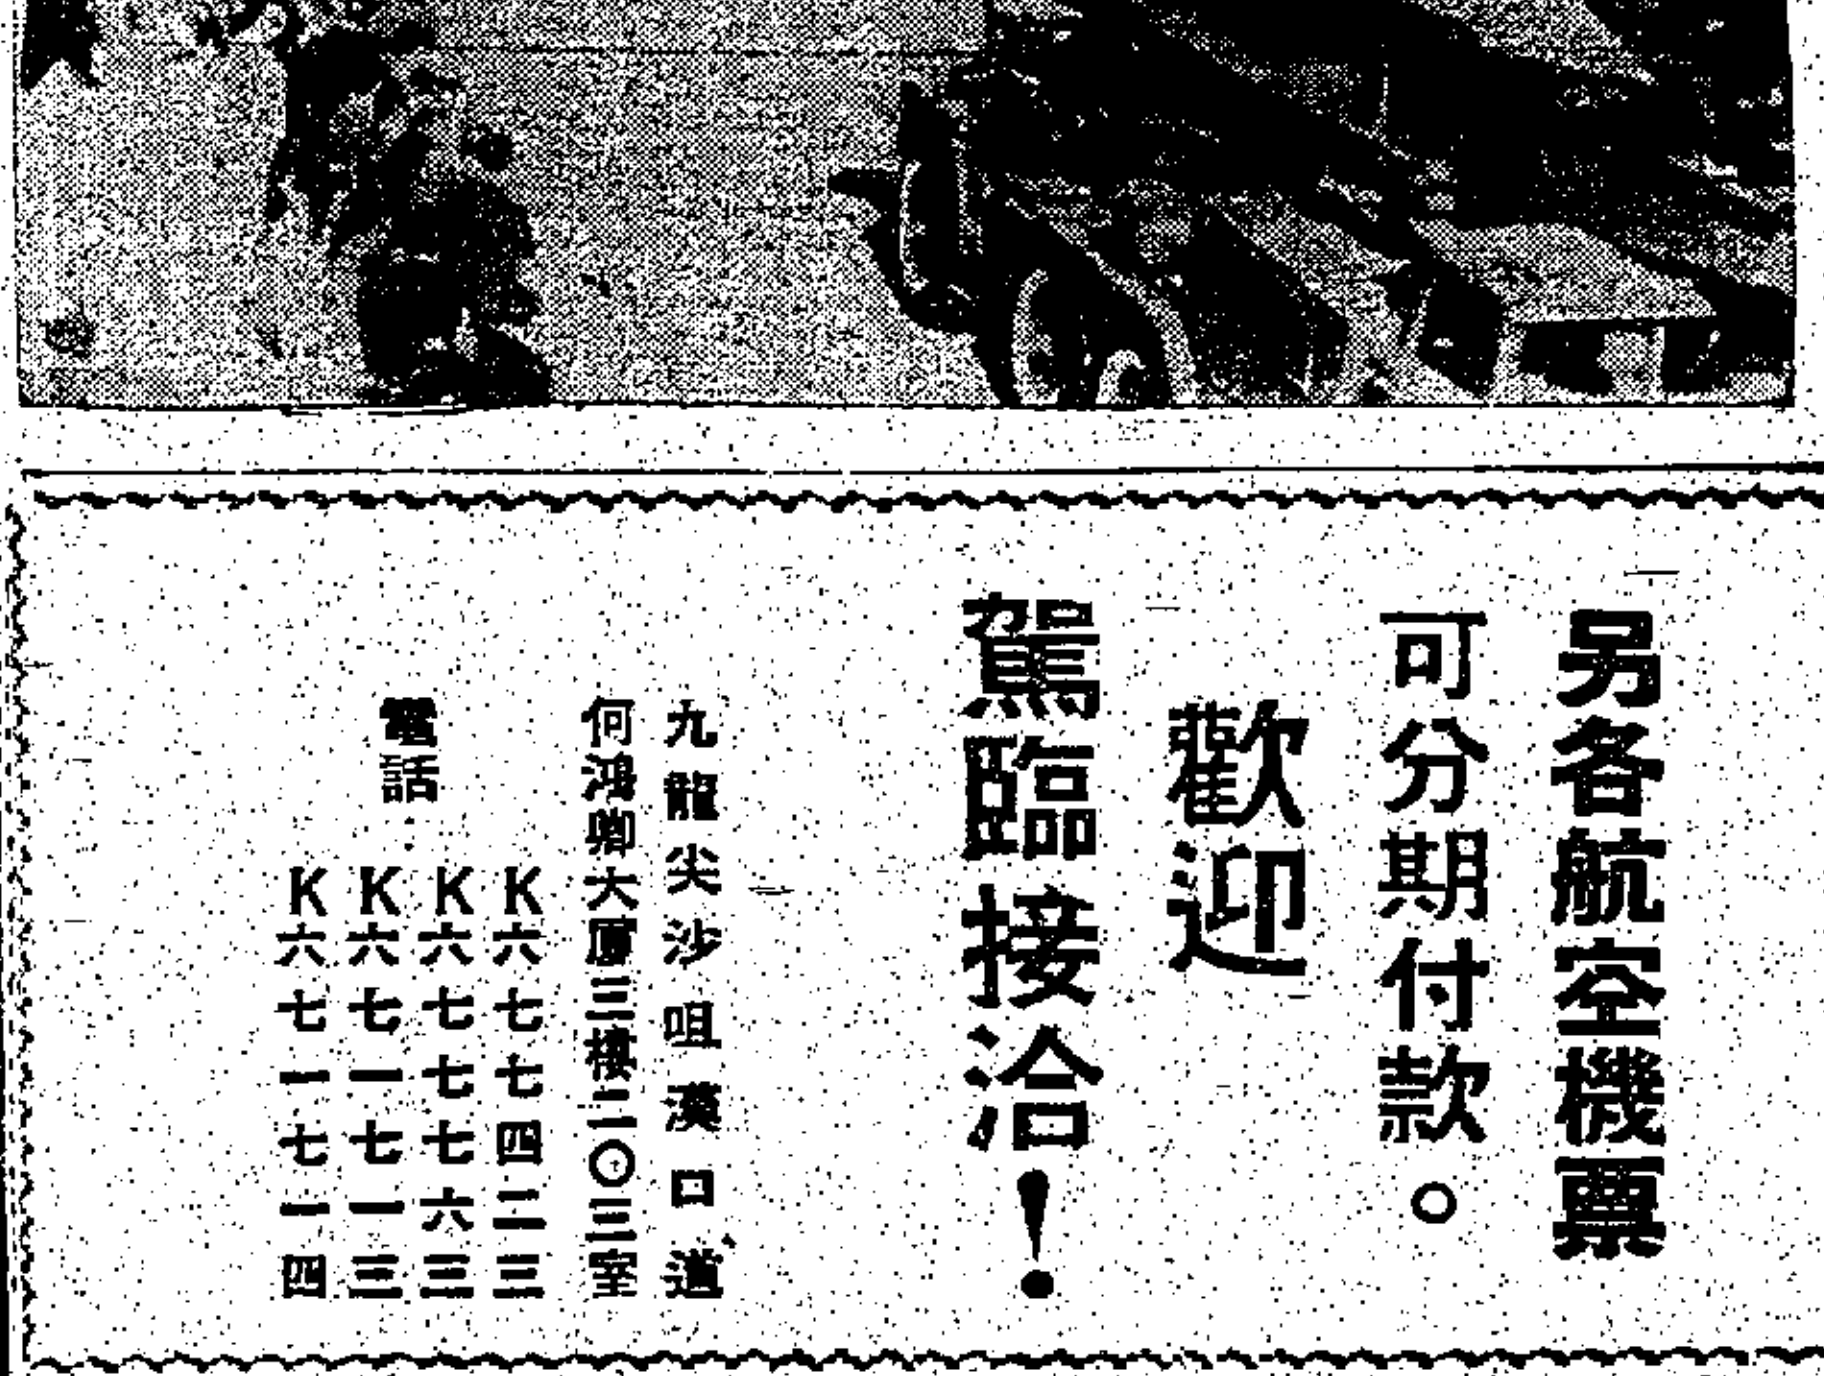 另各航空機票
可分期付款。
歡迎
駕臨接洽！
九龍尖沙咀漢口道
何鴻卿大厦三樓二〇三室
電話
K六七七四二三
K六七七七六三
K六七一七一三
K六七一七一四